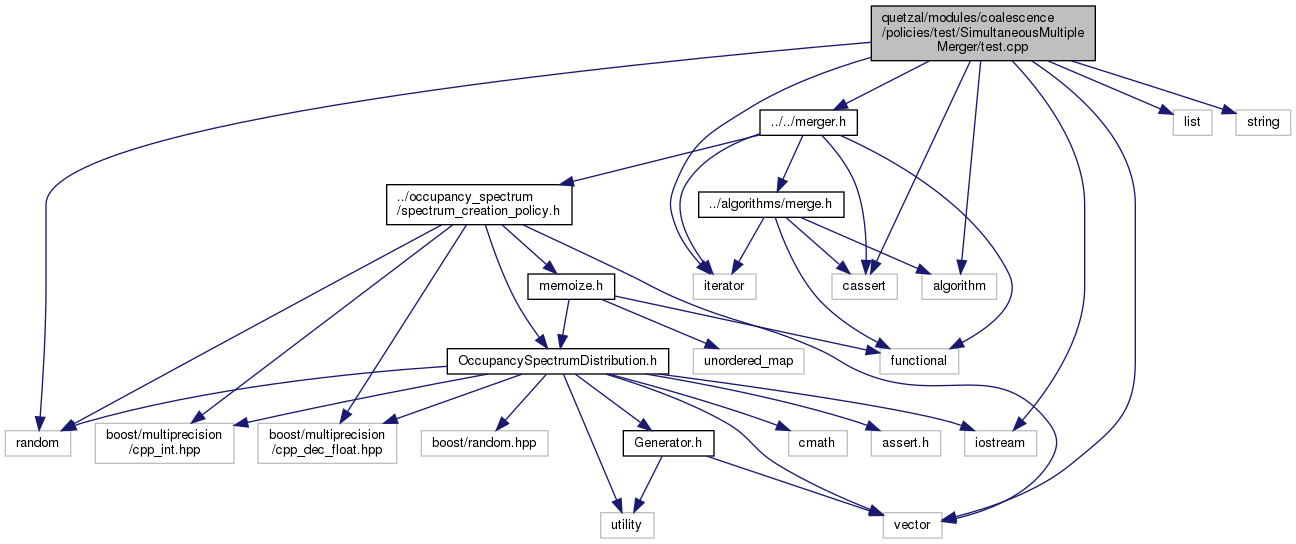 quetzal/modules/coalescence
/policies/test/SimultaneousMultiple
Merger/test.cpp
../../merger.h
list
string
../occupancy_spectrum
/spectrum_creation_policy.h
../algorithms/merge.h
memoize.h
iterator
cassert
algorithm
OccupancySpectrumDistribution.h
unordered_map
functional
random
boost/multiprecision
/cpp_int.hpp
boost/multiprecision
/cpp_dec_float.hpp
boost/random.hpp
Generator.h
cmath
assert.h
iostream
utility
vector